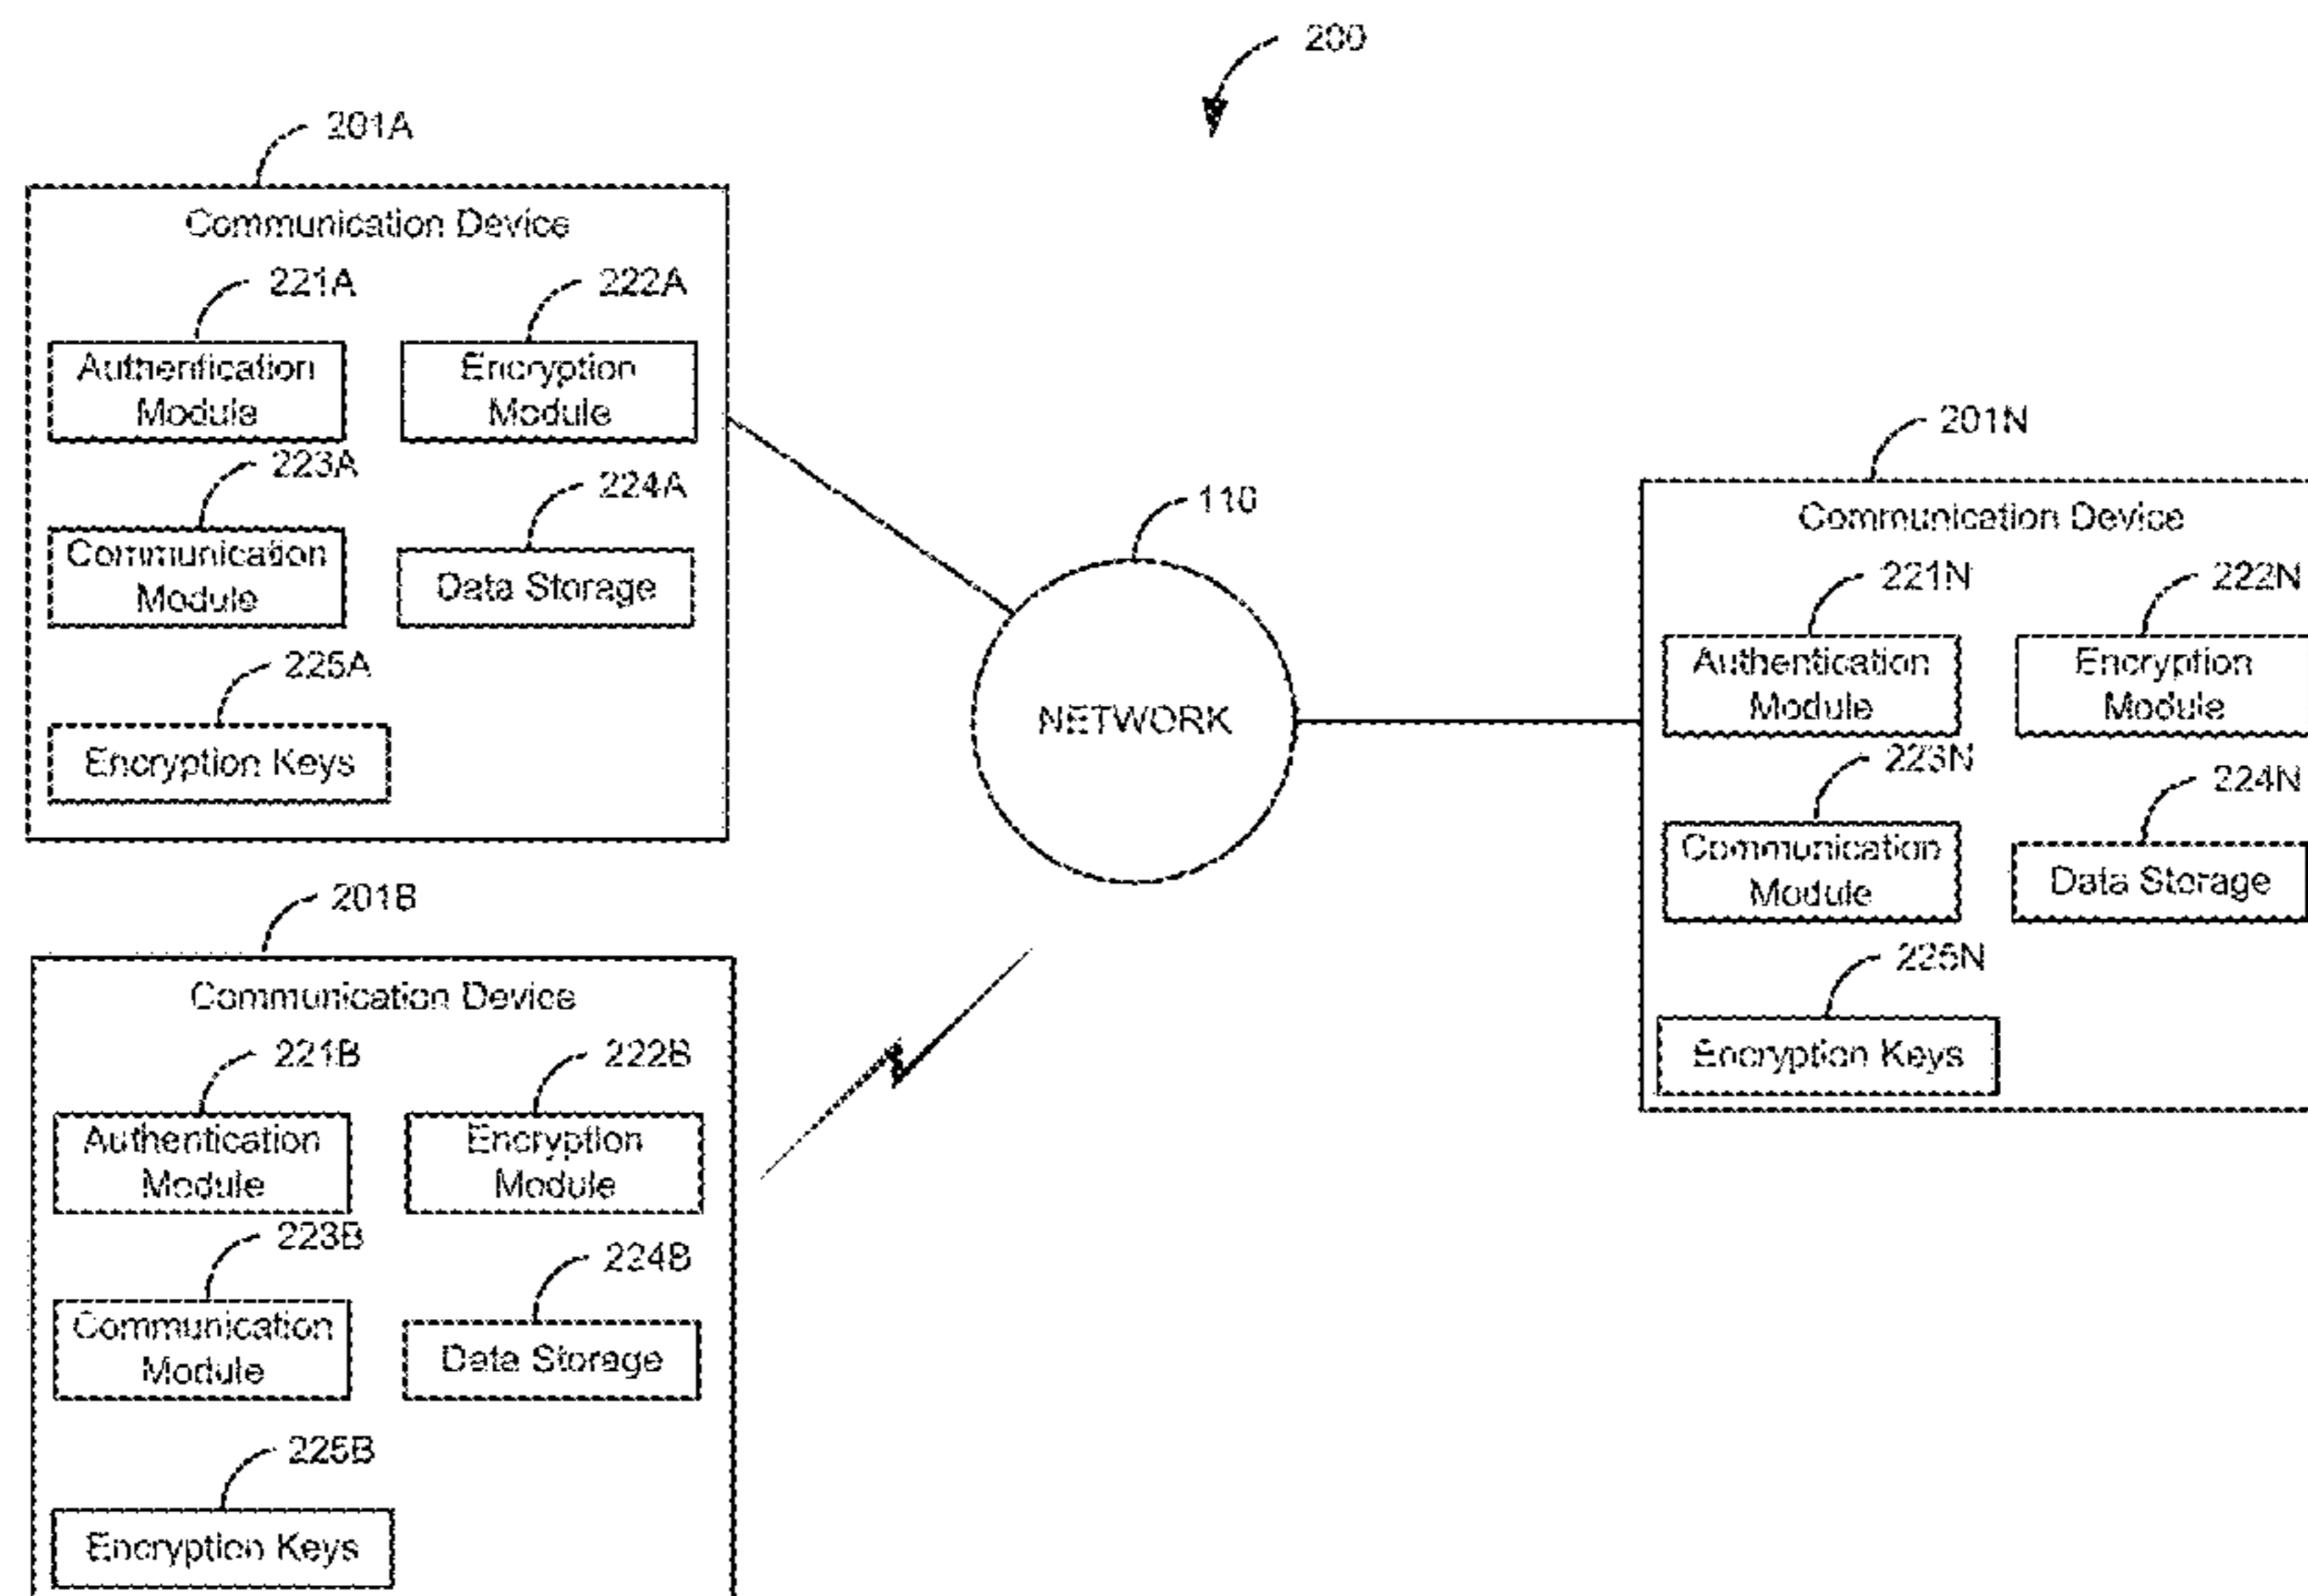 200
201A
Communication Device
221A
222A
Authentication
Module
Encryption
Module
223A
224A
Communication
Module
Data Storage
225A
Encryption Keys
110
NETWORK
201N
Communication Device
221N
222N
Authentication
Module
Encryption
Module
223N
224N
Communication
Module
Data Storage
225N
Encryption Keys
201B
Communication Device
221B
222B
Authentication
Module
Encryption
Module
223B
224B
Communication
Module
Data Storage
225B
Encryption Keys